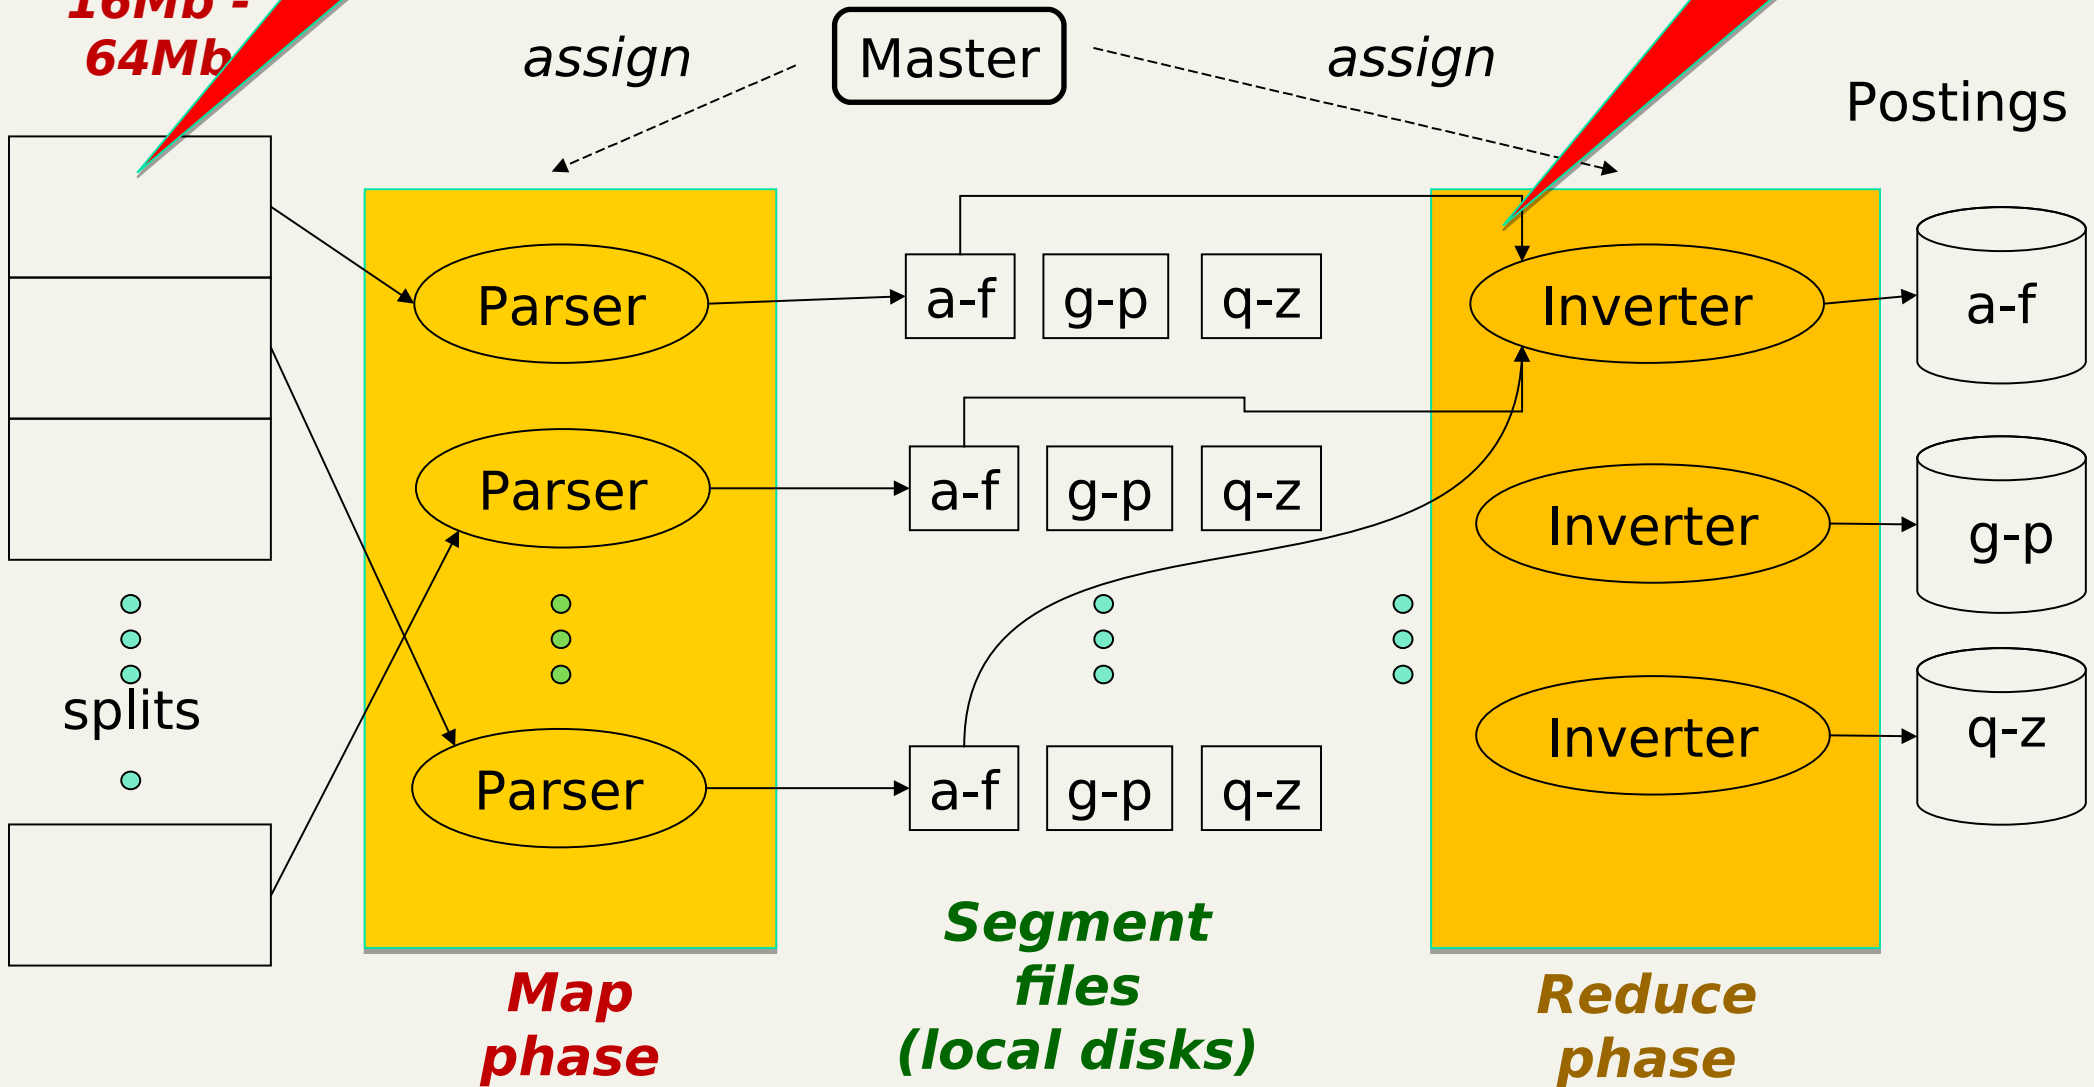 16Mb -
64Mb
assign
Master
assign
Postings
Parser
a-f
g-p
q-z
Inverter
a-f
Parser
a-f
g-p
q-z
Inverter
g-p
splits
Parser
a-f
g-p
q-z
Inverter
q-z
Map
phase
Segment
files
(local disks)
Reduce
phase